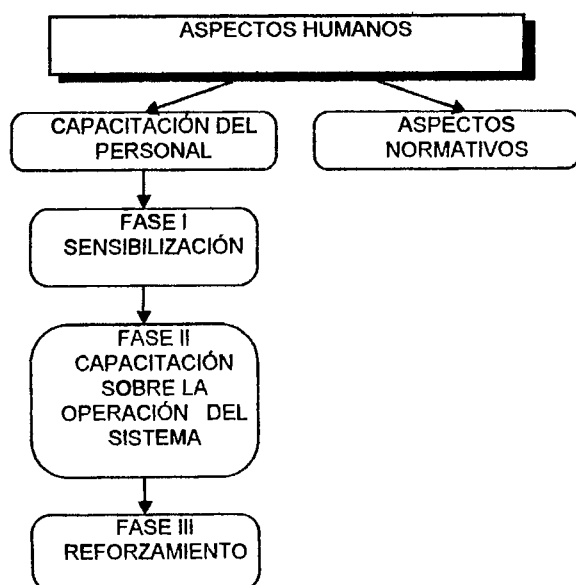 ASPECTOS HUMANOS
CAPACITACIÓN DEL
PERSONAL
ASPECTOS
NORMATIVOS
FASE I
SENSIBILIZACIÓN
FASE II
CAPACITACIÓN
SOBRE LA
OPERACIÓN DEL
SISTEMA
FASE III
REFORZAMIENTO